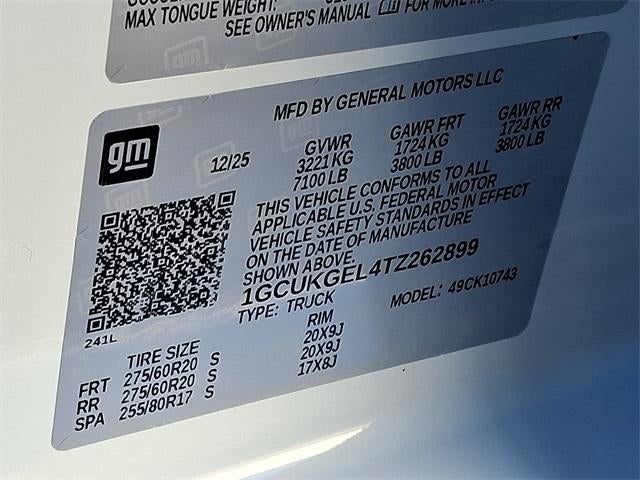 MAX TONGUE WEIGHT:
SEE OWNER'S MANUAL FOR MORE
MFD BY GENERAL MOTORS LLC
gm
12/25
GVWR GAWR FRT GAWR RR
3221 KG 1724 KG 1724 KG
7100 LB 3800 LB 3800 LB
THIS VEHICLE CONFORMS TO ALL
APPLICABLE U.S. FEDERAL MOTOR
VEHICLE SAFETY STANDARDS IN EFFECT
ON THE DATE OF MANUFACTURE
SHOWN ABOVE.
1GCUKGEL4TZ262899
TYPE: TRUCK MODEL: 49CK10743
241L
TIRE SIZE RIM
FRT 275/60R20 S 20X9J
RR 275/60R20 S 20X9J
SPA 255/80R17 S 17X8J